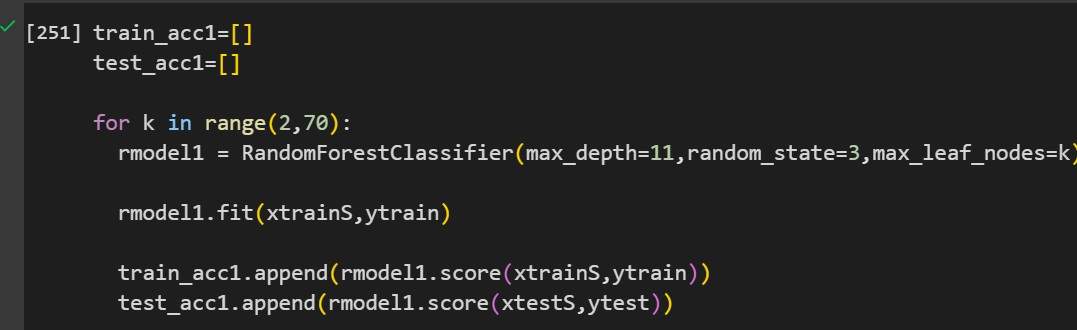 [251] train_acc1=[]
test_acc1=[]
for k in range(2,70):
rmodel1 = RandomForestClassifier(max_depth=11,random_state=3,max_leaf_nodes=k)
rmodel1.fit(xtrainS,ytrain)
train_acc1.append(rmodel1.score(xtrainS,ytrain))
test_acc1.append(rmodel1.score(xtestS,ytest))